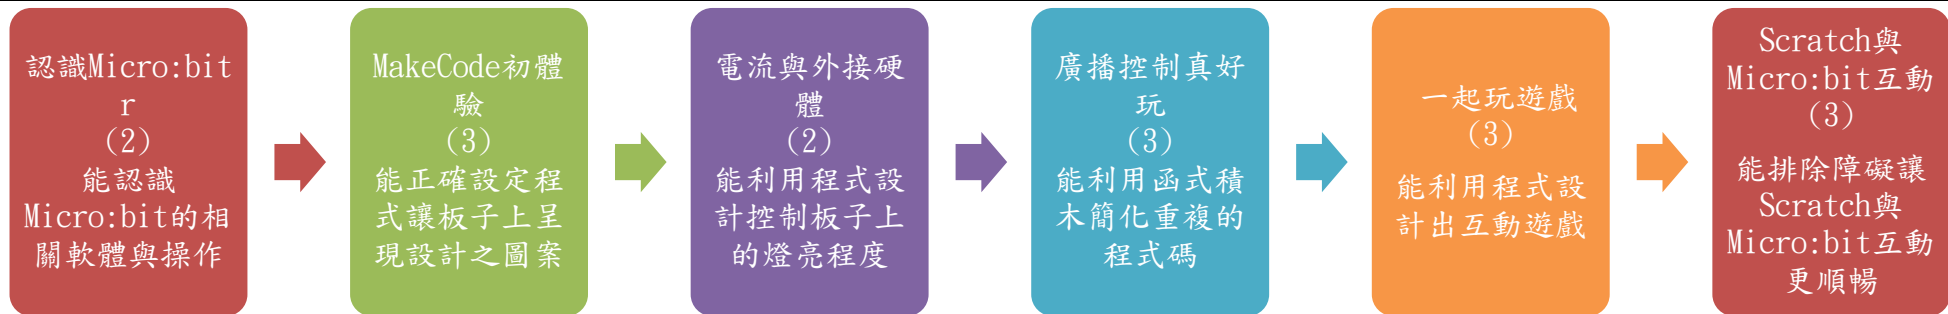 認識Micro:bit
r
(2)
能認識
Micro:bit的相
關軟體與操作
MakeCode初體
驗
(3)
能正確設定程
式讓板子上呈
現設計之圖案
電流與外接硬
體
(2)
能利用程式設
計控制板子上
的燈亮程度
廣播控制真好
玩
(3)
能利用函式積
木簡化重複的
程式碼
一起玩遊戲
(3)
能利用程式設
計出互動遊戲
Scratch與
Micro:bit互動
(3)
能排除障礙讓
Scratch與
Micro:bit互動
更順暢